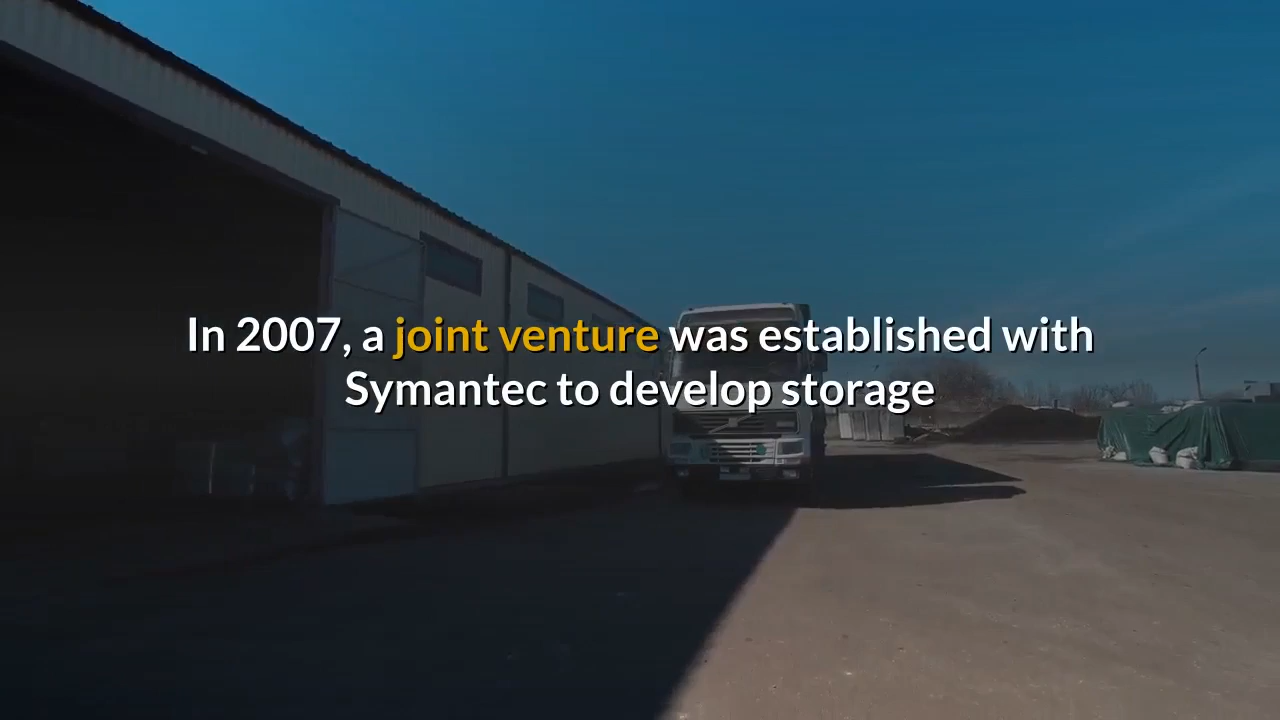 In 2007, a joint venture was established with
Symantec to develop storage